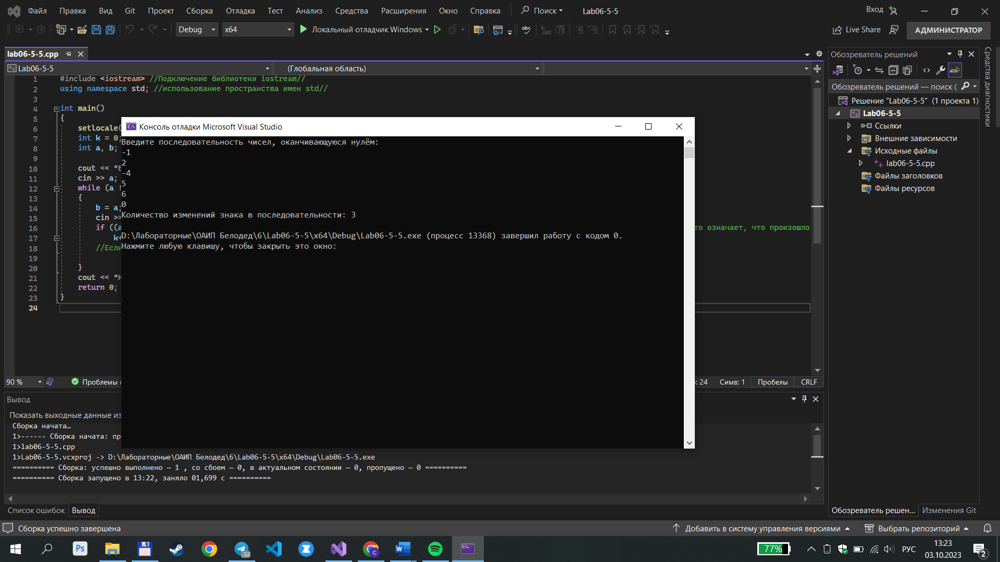 Файл Правка Вид Git Проект Сборка Отладка Тест Анализ Средства Расширения Окно Справка Поиск Lab06-5-5 Вход
Debug x64 Локальный отладчик Windows Live Share АДМИНИСТРАТОР
lab06-5-5.cpp
Lab06-5-5 (Глобальная область)
1 #include <iostream> //Подключение библиотеки iostream//
2 using namespace std; //использование пространства имен std//
3
4 int main()
5 {
6 setlocale(
7 int k = 0;
8 int a, b;
9
10 cout << "
11 cin >> a;
12 while (a !
13 {
14 b = a;
15 cin >>
16 if ((a
то означает, что произошло
17 k+
18 //Если
19
20 }
21 cout << "
22 return 0;
23 }
24
Консоль отладки Microsoft Visual Studio
Введите последовательность чисел, оканчивающуюся нулём:
-1
2
-4
5
6
0
Количество изменений знака в последовательности: 3
D:\Лабораторные\ОАИП Белодед\6\Lab06-5-5\x64\Debug\Lab06-5-5.exe (процесс 13368) завершил работу с кодом 0.
Нажмите любую клавишу, чтобы закрыть это окно:
90 % Проблемы : 24 Симв: 1 Пробелы CRLF
Вывод
Показать выходные данные из
Сборка начата…
1>------ Сборка начата: пр
1>lab06-5-5.cpp
1>Lab06-5-5.vcxproj -> D:\Лабораторные\ОАИП Белодед\6\Lab06-5-5\x64\Debug\Lab06-5-5.exe
========== Сборка: успешно выполнено — 1 , со сбоем — 0, в актуальном состоянии — 0, пропущено — 0 ==========
========== Сборка запущено в 13:22, заняло 01,699 с ==========
Список ошибок Вывод
Обозреватель решений
Обозреватель решений — поиск (
Решение "Lab06-5-5" (1 проекта 1)
Lab06-5-5
Ссылки
Внешние зависимости
Исходные файлы
lab06-5-5.cpp
Файлы заголовков
Файлы ресурсов
Обозреватель решен... Изменения Git
Средства диагностики
Сборка успешно завершена Добавить в систему управления версиями Выбрать репозиторий
Ps 52 77% РУС 13:23
03.10.2023 2